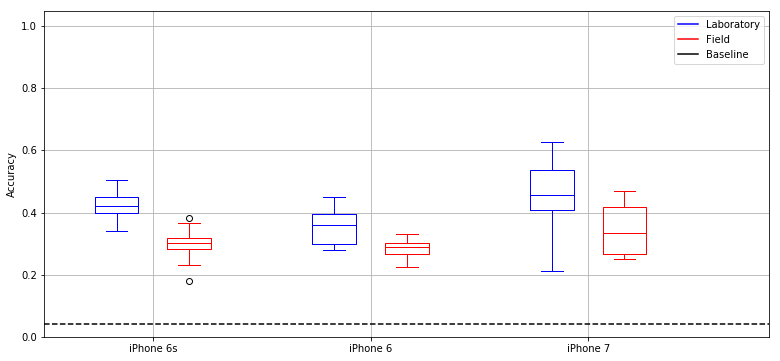 1.0
0.8
0.6
0.4
0.2
0.0
Accuracy
iPhone 6s
iPhone 6
iPhone 7
Laboratory
Field
Baseline